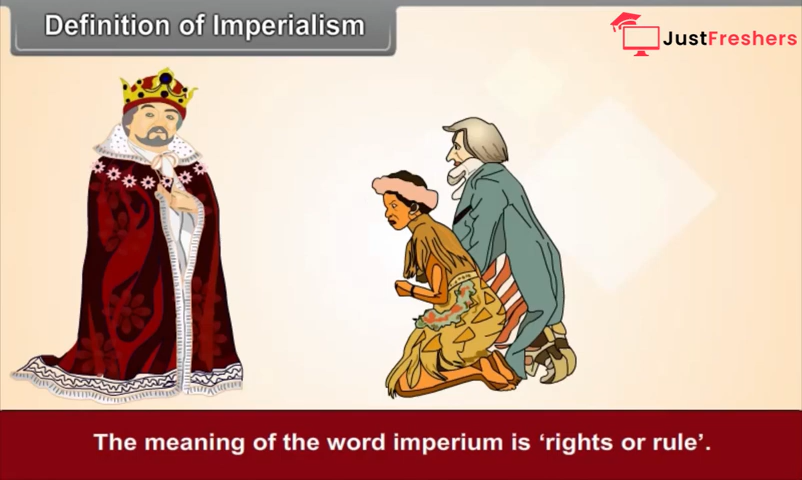 Definition of Imperialism
JustFreshers
The meaning of the word imperium is ‘rights or rule’.